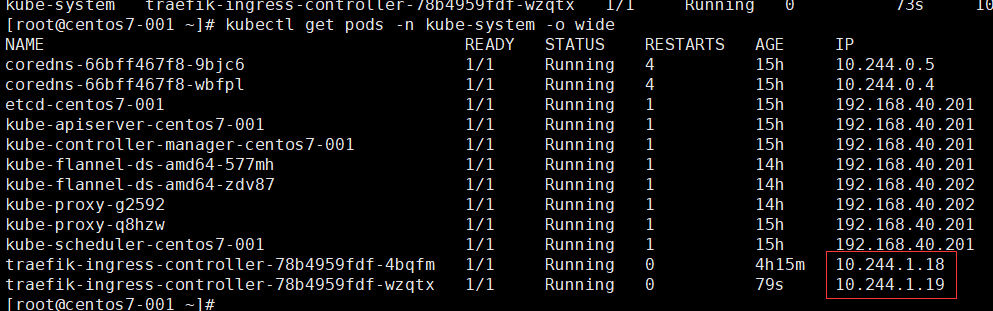 kube-system   traefik-ingress-controller-78b4959fdf-wzqtx   1/1     Running   0          73s     10
[root@centos7-001 ~]# kubectl get pods -n kube-system -o wide
NAME                                          READY   STATUS    RESTARTS   AGE     IP
coredns-66bff467f8-9bjc6                      1/1     Running   4          15h     10.244.0.5
coredns-66bff467f8-wbfpl                      1/1     Running   4          15h     10.244.0.4
etcd-centos7-001                              1/1     Running   1          15h     192.168.40.201
kube-apiserver-centos7-001                    1/1     Running   1          15h     192.168.40.201
kube-controller-manager-centos7-001           1/1     Running   1          15h     192.168.40.201
kube-flannel-ds-amd64-577mh                   1/1     Running   1          14h     192.168.40.201
kube-flannel-ds-amd64-zdv87                   1/1     Running   1          14h     192.168.40.202
kube-proxy-g2592                              1/1     Running   1          14h     192.168.40.202
kube-proxy-q8hzw                              1/1     Running   1          15h     192.168.40.201
kube-scheduler-centos7-001                    1/1     Running   1          15h     192.168.40.201
traefik-ingress-controller-78b4959fdf-4bqfm   1/1     Running   0          4h15m   10.244.1.18
traefik-ingress-controller-78b4959fdf-wzqtx   1/1     Running   0          79s     10.244.1.19
[root@centos7-001 ~]#